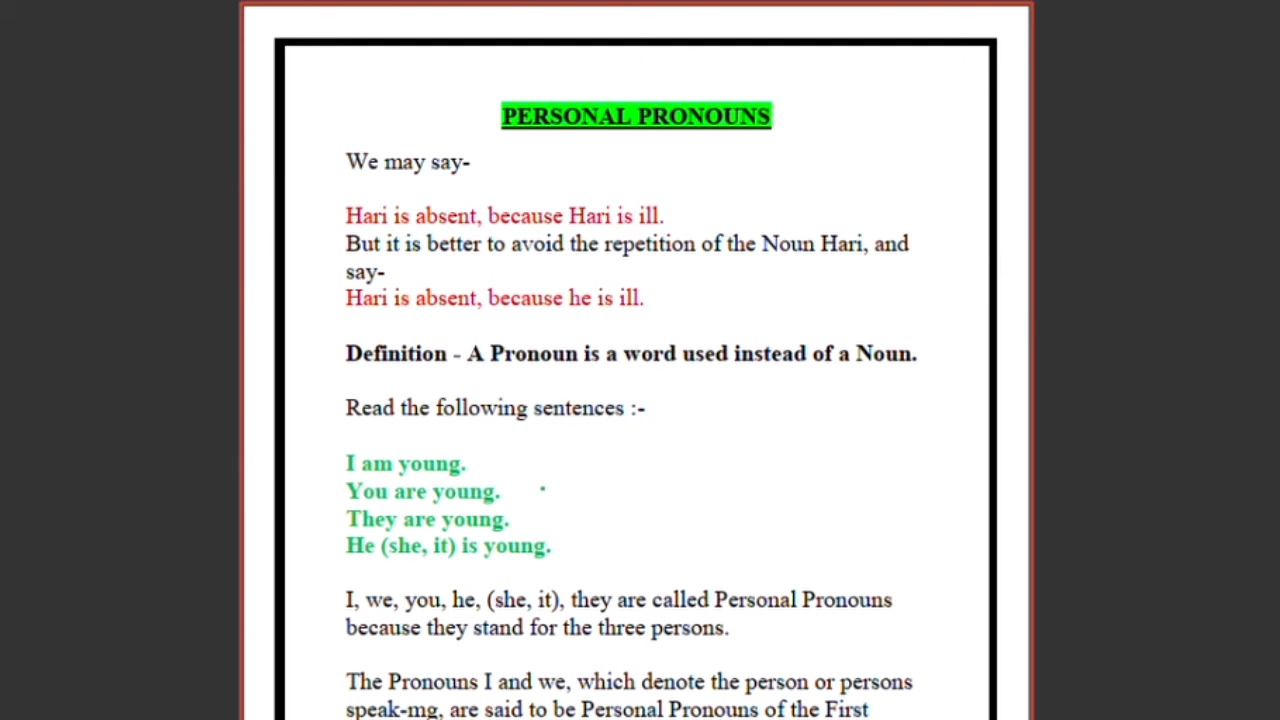 PERSONAL PRONOUNS
We may say-
Hari is absent, because Hari is ill.
But it is better to avoid the repetition of the Noun Hari, and
say-
Hari is absent, because he is ill.
Definition - A Pronoun is a word used instead of a Noun.
Read the following sentences :-
I am young.
You are young.
They are young.
He (she, it) is young.
I, we, you, he, (she, it), they are called Personal Pronouns
because they stand for the three persons.
The Pronouns I and we, which denote the person or persons
speak-mg, are said to be Personal Pronouns of the First